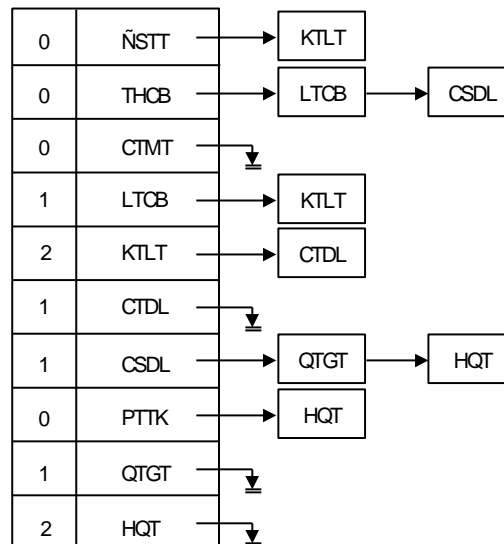 0 ÑSTT KTLT
0 THCB LTCB CSDL
0 CTMT
1 LTCB KTLT
2 KTLT CTDL
1 CTDL
1 CSDL QTGT HQT
0 PTTK HQT
1 QTGT
2 HQT